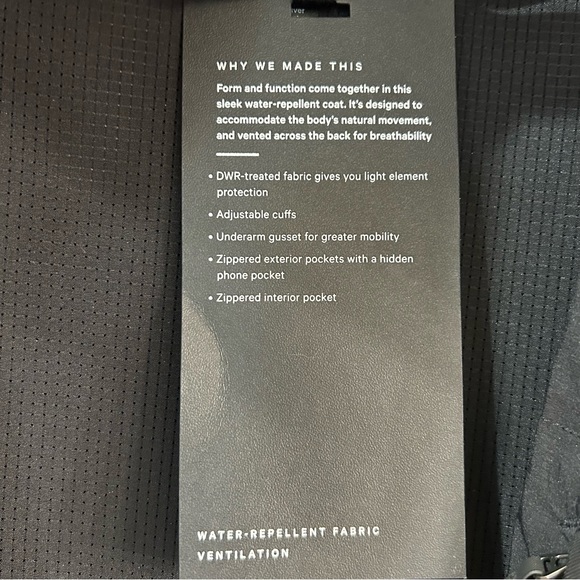 WHY WE MADE THIS
Form and function come together in this
sleek water-repellent coat. It's designed to
accommodate the body's natural movement,
and vented across the back for breathability
• DWR-treated fabric gives you light element
protection
• Adjustable cuffs
• Underarm gusset for greater mobility
• Zippered exterior pockets with a hidden
phone pocket
• Zippered interior pocket
WATER-REPELLENT FABRIC
VENTILATION